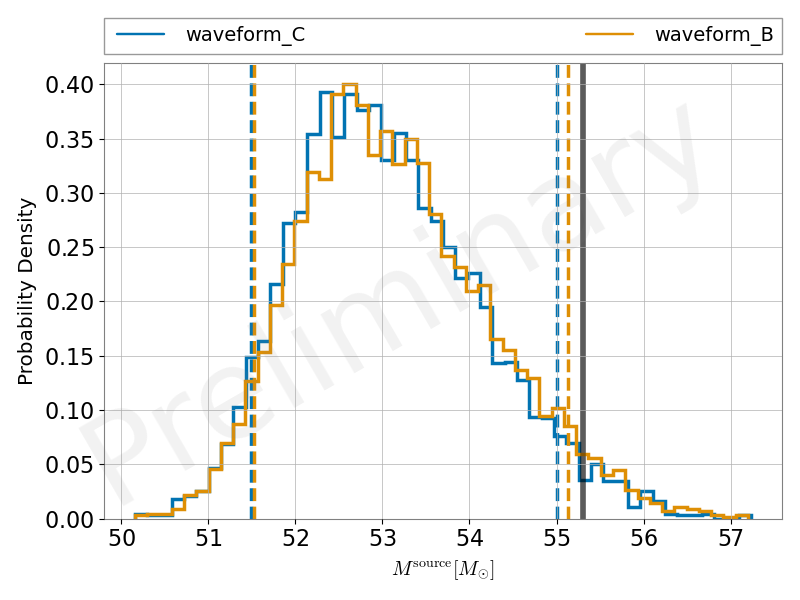 waveform_C waveform_B
Preliminary
Probability Density
0.40
0.35
0.30
0.25
0.20
0.15
0.10
0.05
0.00
50 51 52 53 54 55 56 57
M^source [M_⊙]